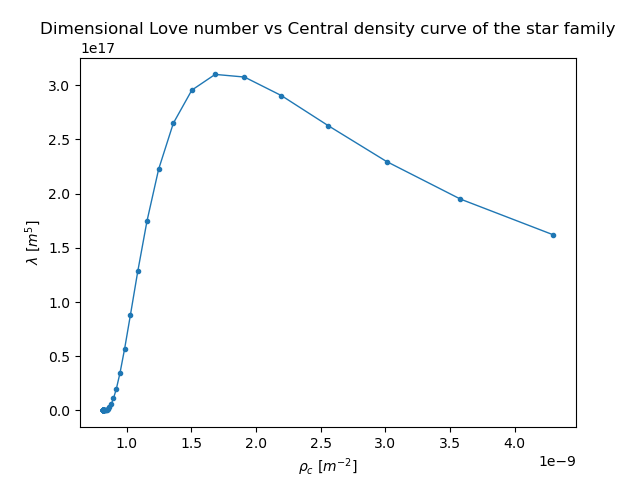 Dimensional Love number vs Central density curve of the star family
1e17
3.0
2.5
2.0
1.5
1.0
0.5
0.0
λ [m⁵]
1.0 1.5 2.0 2.5 3.0 3.5 4.0
1e−9
ρ_c [m⁻²]